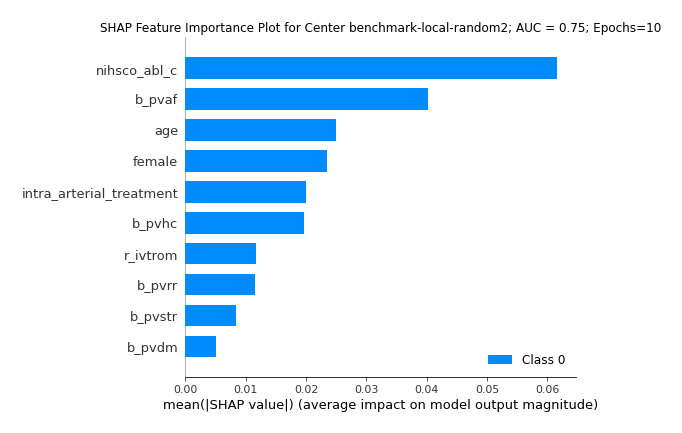 SHAP Feature Importance Plot for Center benchmark-local-random2; AUC = 0.75; Epochs=10
nihsco_abl_c
b_pvaf
age
female
intra_arterial_treatment
b_pvhc
r_ivtrom
b_pvrr
b_pvstr
b_pvdm
Class 0
0.00 0.01 0.02 0.03 0.04 0.05 0.06
mean(|SHAP value|) (average impact on model output magnitude)